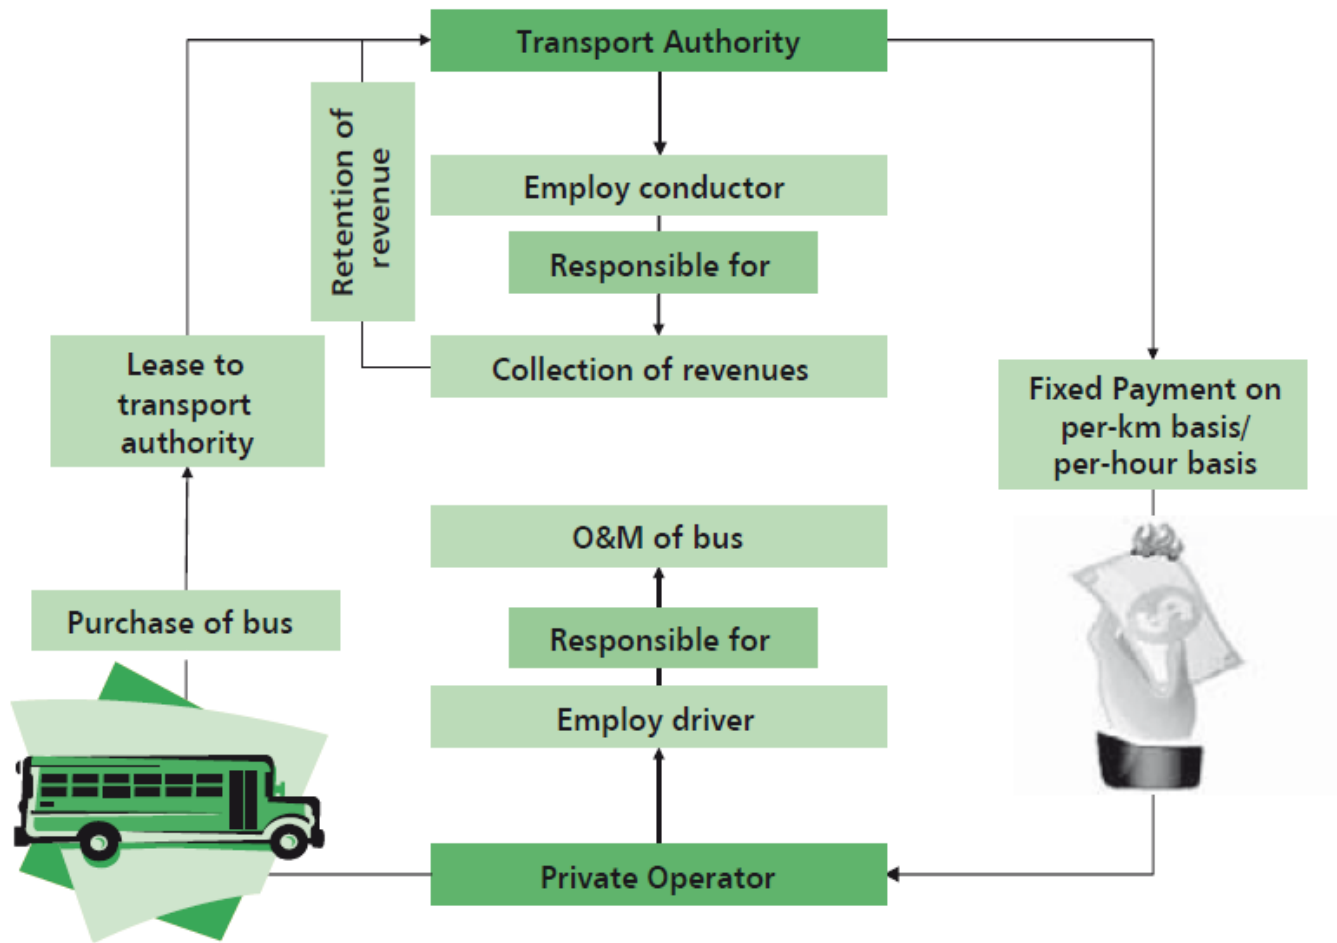 Transport Authority
Retention of
revenue
Employ conductor
Responsible for
Collection of revenues
Lease to
transport
authority
Fixed Payment on
per-km basis/
per-hour basis
O&M of bus
Purchase of bus
Responsible for
Employ driver
Private Operator